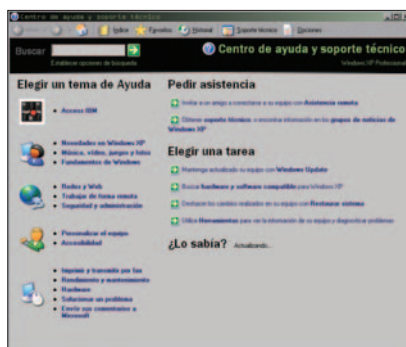 Centro de ayuda y soporte técnico
Índice Favoritos Historial Soporte técnico Opciones
Buscar
Establecer opciones de búsqueda
Centro de ayuda y soporte técnico
Windows XP Professional
Elegir un tema de Ayuda
Access IBM
Novedades en Windows XP
Música, vídeo, juegos y fotos
Fundamentos de Windows
Redes y Web
Trabajar de forma remota
Seguridad y administración
Personalizar el equipo
Accesibilidad
Imprimir y transmitir por fax
Rendimiento y mantenimiento
Hardware
Solucionar un problema
Envíe sus comentarios a
Microsoft
Pedir asistencia
Invitar a un amigo a conectarse a su equipo con Asistencia remota
Obtener soporte técnico o encontrar información en los grupos de noticias de
Windows XP
Elegir una tarea
Mantenga actualizado su equipo con Windows Update
Buscar hardware y software compatible para Windows XP
Deshacer los cambios realizados en su equipo con Restaurar sistema
Utilice Herramientas para ver la información de su equipo y diagnosticar problemas
¿Lo sabía? Actualizando...